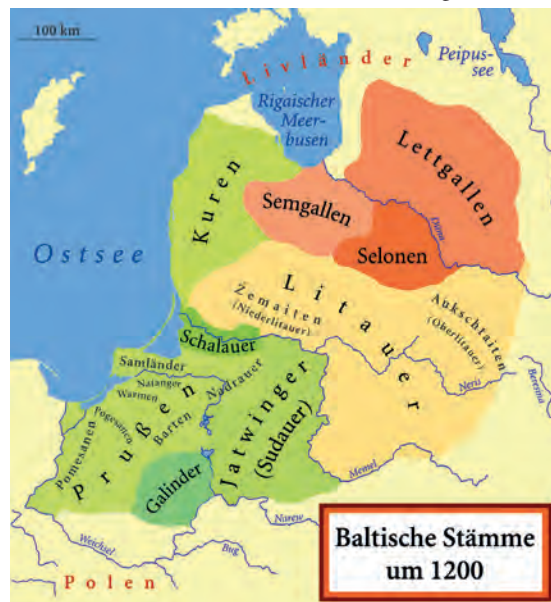 100 km
Livländer
Peipus-
see
Rigaischer
Meer-
busen
Lettgallen
Kuren
Semgallen
Düna
Selonen
Ostsee
Litauer
Žemaiten
(Niederlitauer)
Aukschtaiten
(Oberlitauer)
Schalauer
Samländer
Nadrauer
Natanger
Warmen
Neris
Beresina
Pogesanen
Barten
Pomesanen
Prußen
Jatwinger
(Sudauer)
Galinder
Memel
Narew
Weichsel
Bug
Polen
Baltische Stämme
um 1200